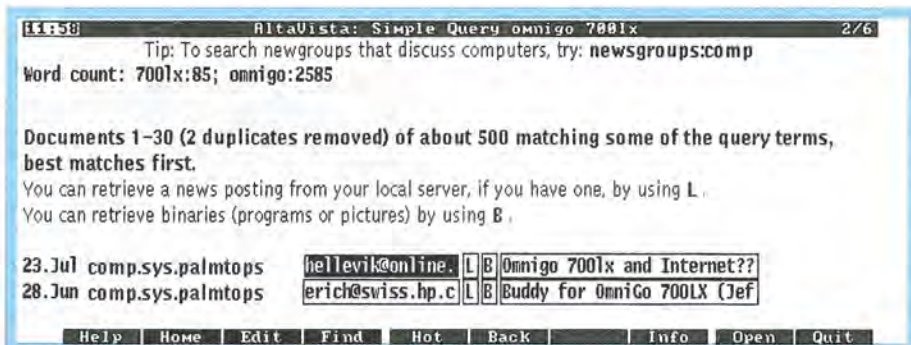 11:58 AltaVista: Simple Query omnigo 700lx 2/6
Tip: To search newgroups that discuss computers, try: newsgroups:comp
Word count: 700lx:85; omnigo:2585
Documents 1-30 (2 duplicates removed) of about 500 matching some of the query terms,
best matches first.
You can retrieve a news posting from your local server, if you have one, by using L.
You can retrieve binaries (programs or pictures) by using B.
23.Jul comp.sys.palmtops hellevik@online. L B Omnigo 700lx and Internet??
28.Jun comp.sys.palmtops erich@swiss.hp.c L B Buddy for OmniGo 700LX (Jef
Help Home Edit Find Hot Back Info Open Quit